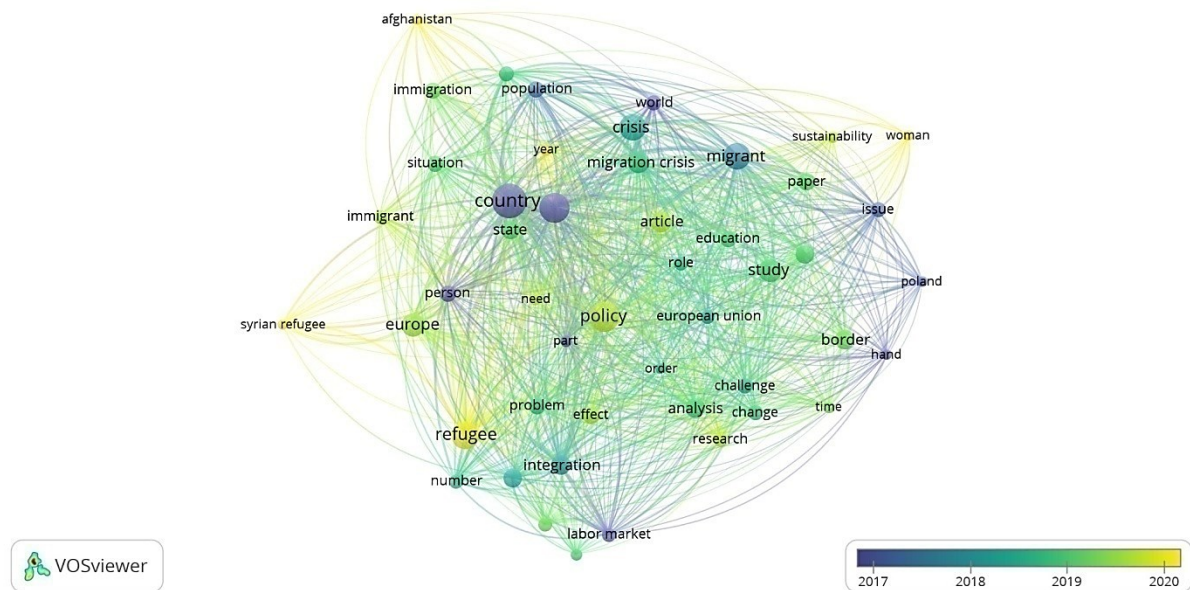 afghanistan
immigration
population
world
crisis
sustainability
woman
year
situation
migration crisis
migrant
paper
country
issue
immigrant
state
article
education
role
study
poland
person
need
syrian refugee
europe
policy
european union
part
border
hand
order
challenge
problem
effect
analysis
change
time
refugee
research
integration
number
labor market
VOSviewer
2017
2018
2019
2020